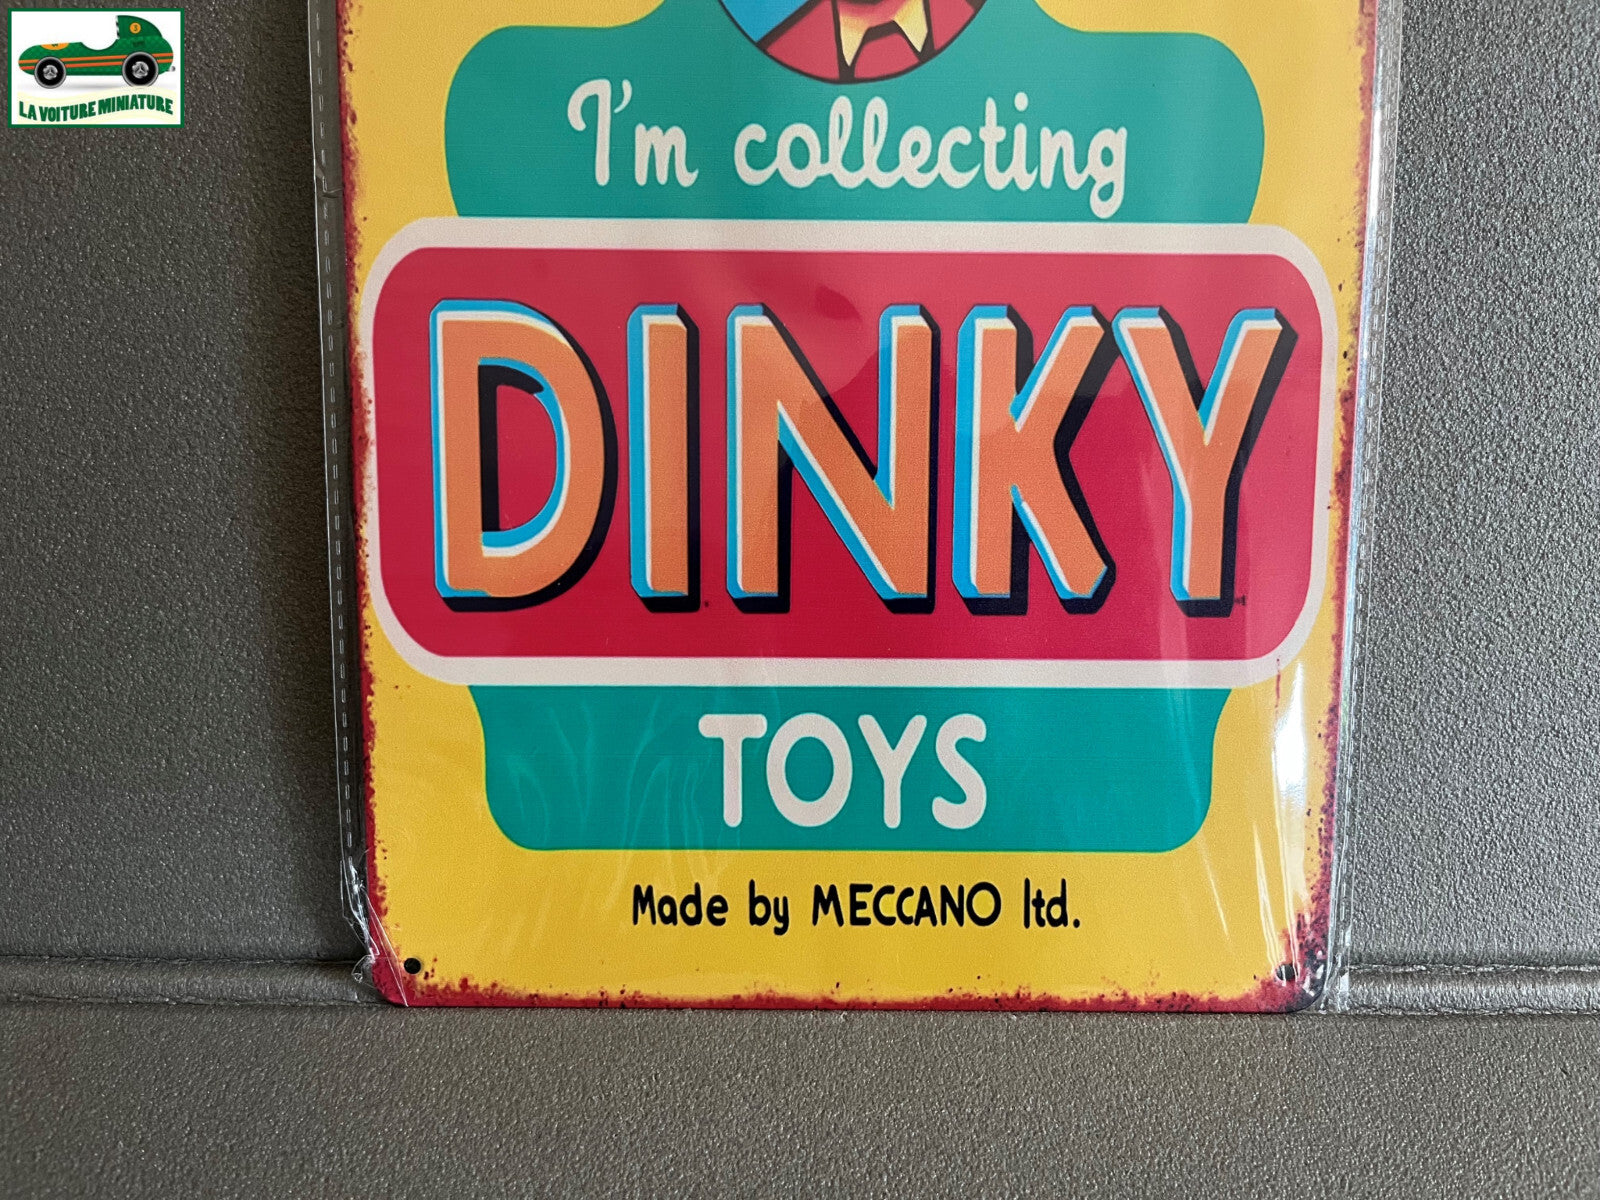 LA VOITURE MINIATURE
I'm collecting
DINKY
TOYS
Made by MECCANO ltd.